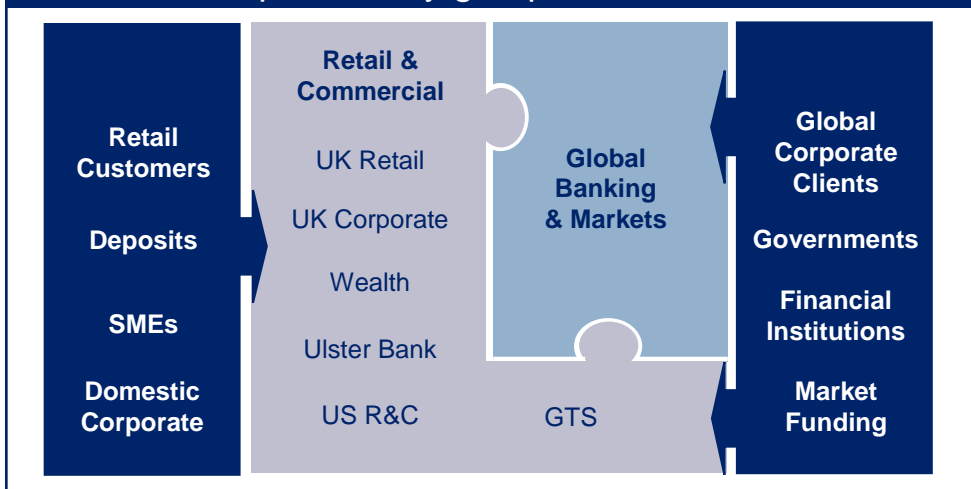 Retail
Customers
Deposits
SMEs
Domestic
Corporate
Retail &
Commercial
UK Retail
UK Corporate
Wealth
Ulster Bank
US R&C
GTS
Global
Banking
& Markets
Global
Corporate
Clients
Governments
Financial
Institutions
Market
Funding